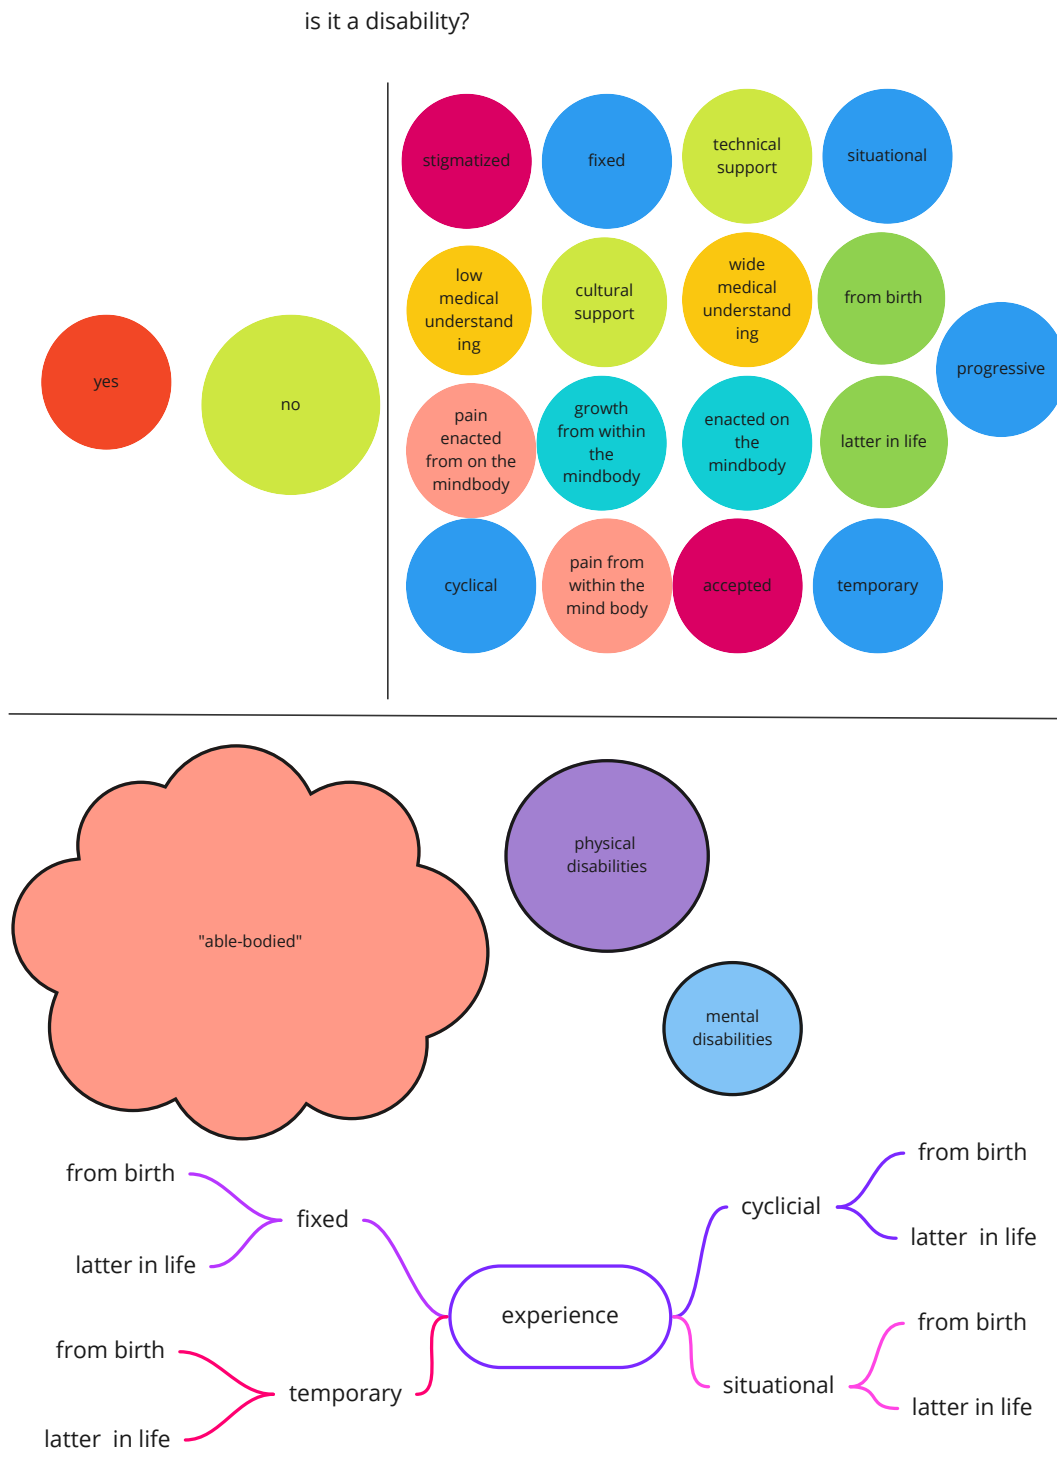 is it a disability?
stigmatized
fixed
technical
support
situational
low
medical
understand
ing
cultural
support
wide
medical
understand
ing
from birth
progressive
yes
no
pain
enacted
from on the
mindbody
growth
from within
the
mindbody
enacted on
the
mindbody
latter in life
cyclical
pain from
within the
mind body
accepted
temporary
"able-bodied"
physical
disabilities
mental
disabilities
from birth
fixed
latter in life
from birth
temporary
latter  in life
experience
cyclicial
from birth
latter  in life
situational
from birth
latter in life